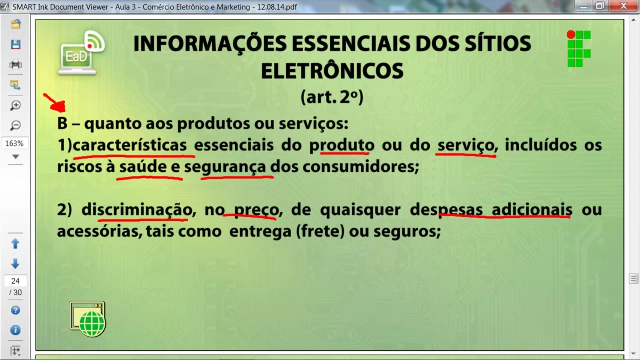 SMART Ink Document Viewer - Aula 3 - Comércio Eletrônico e Marketing - 12.08.14.pdf
INFORMAÇÕES ESSENCIAIS DOS SÍTIOS
ELETRÔNICOS
(art. 2º)
EaD
B – quanto aos produtos ou serviços:
1)características essenciais do produto ou do serviço, incluídos os
riscos à saúde e segurança dos consumidores;
2) discriminação, no preço, de quaisquer despesas adicionais ou
acessórias, tais como entrega (frete) ou seguros;
163%
24
/ 30